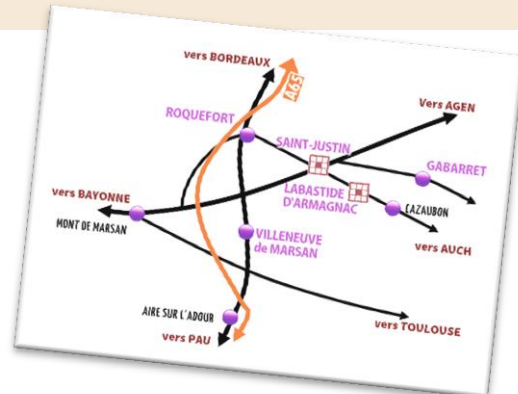 vers BORDEAUX
A65
Vers AGEN
ROQUEFORT
SAINT-JUSTIN
GABARRET
LABASTIDE
D'ARMAGNAC
vers BAYONNE
CAZAUBON
MONT DE MARSAN
VILLENEUVE
de MARSAN
vers AUCH
AIRE SUR L'ADOUR
vers TOULOUSE
vers PAU